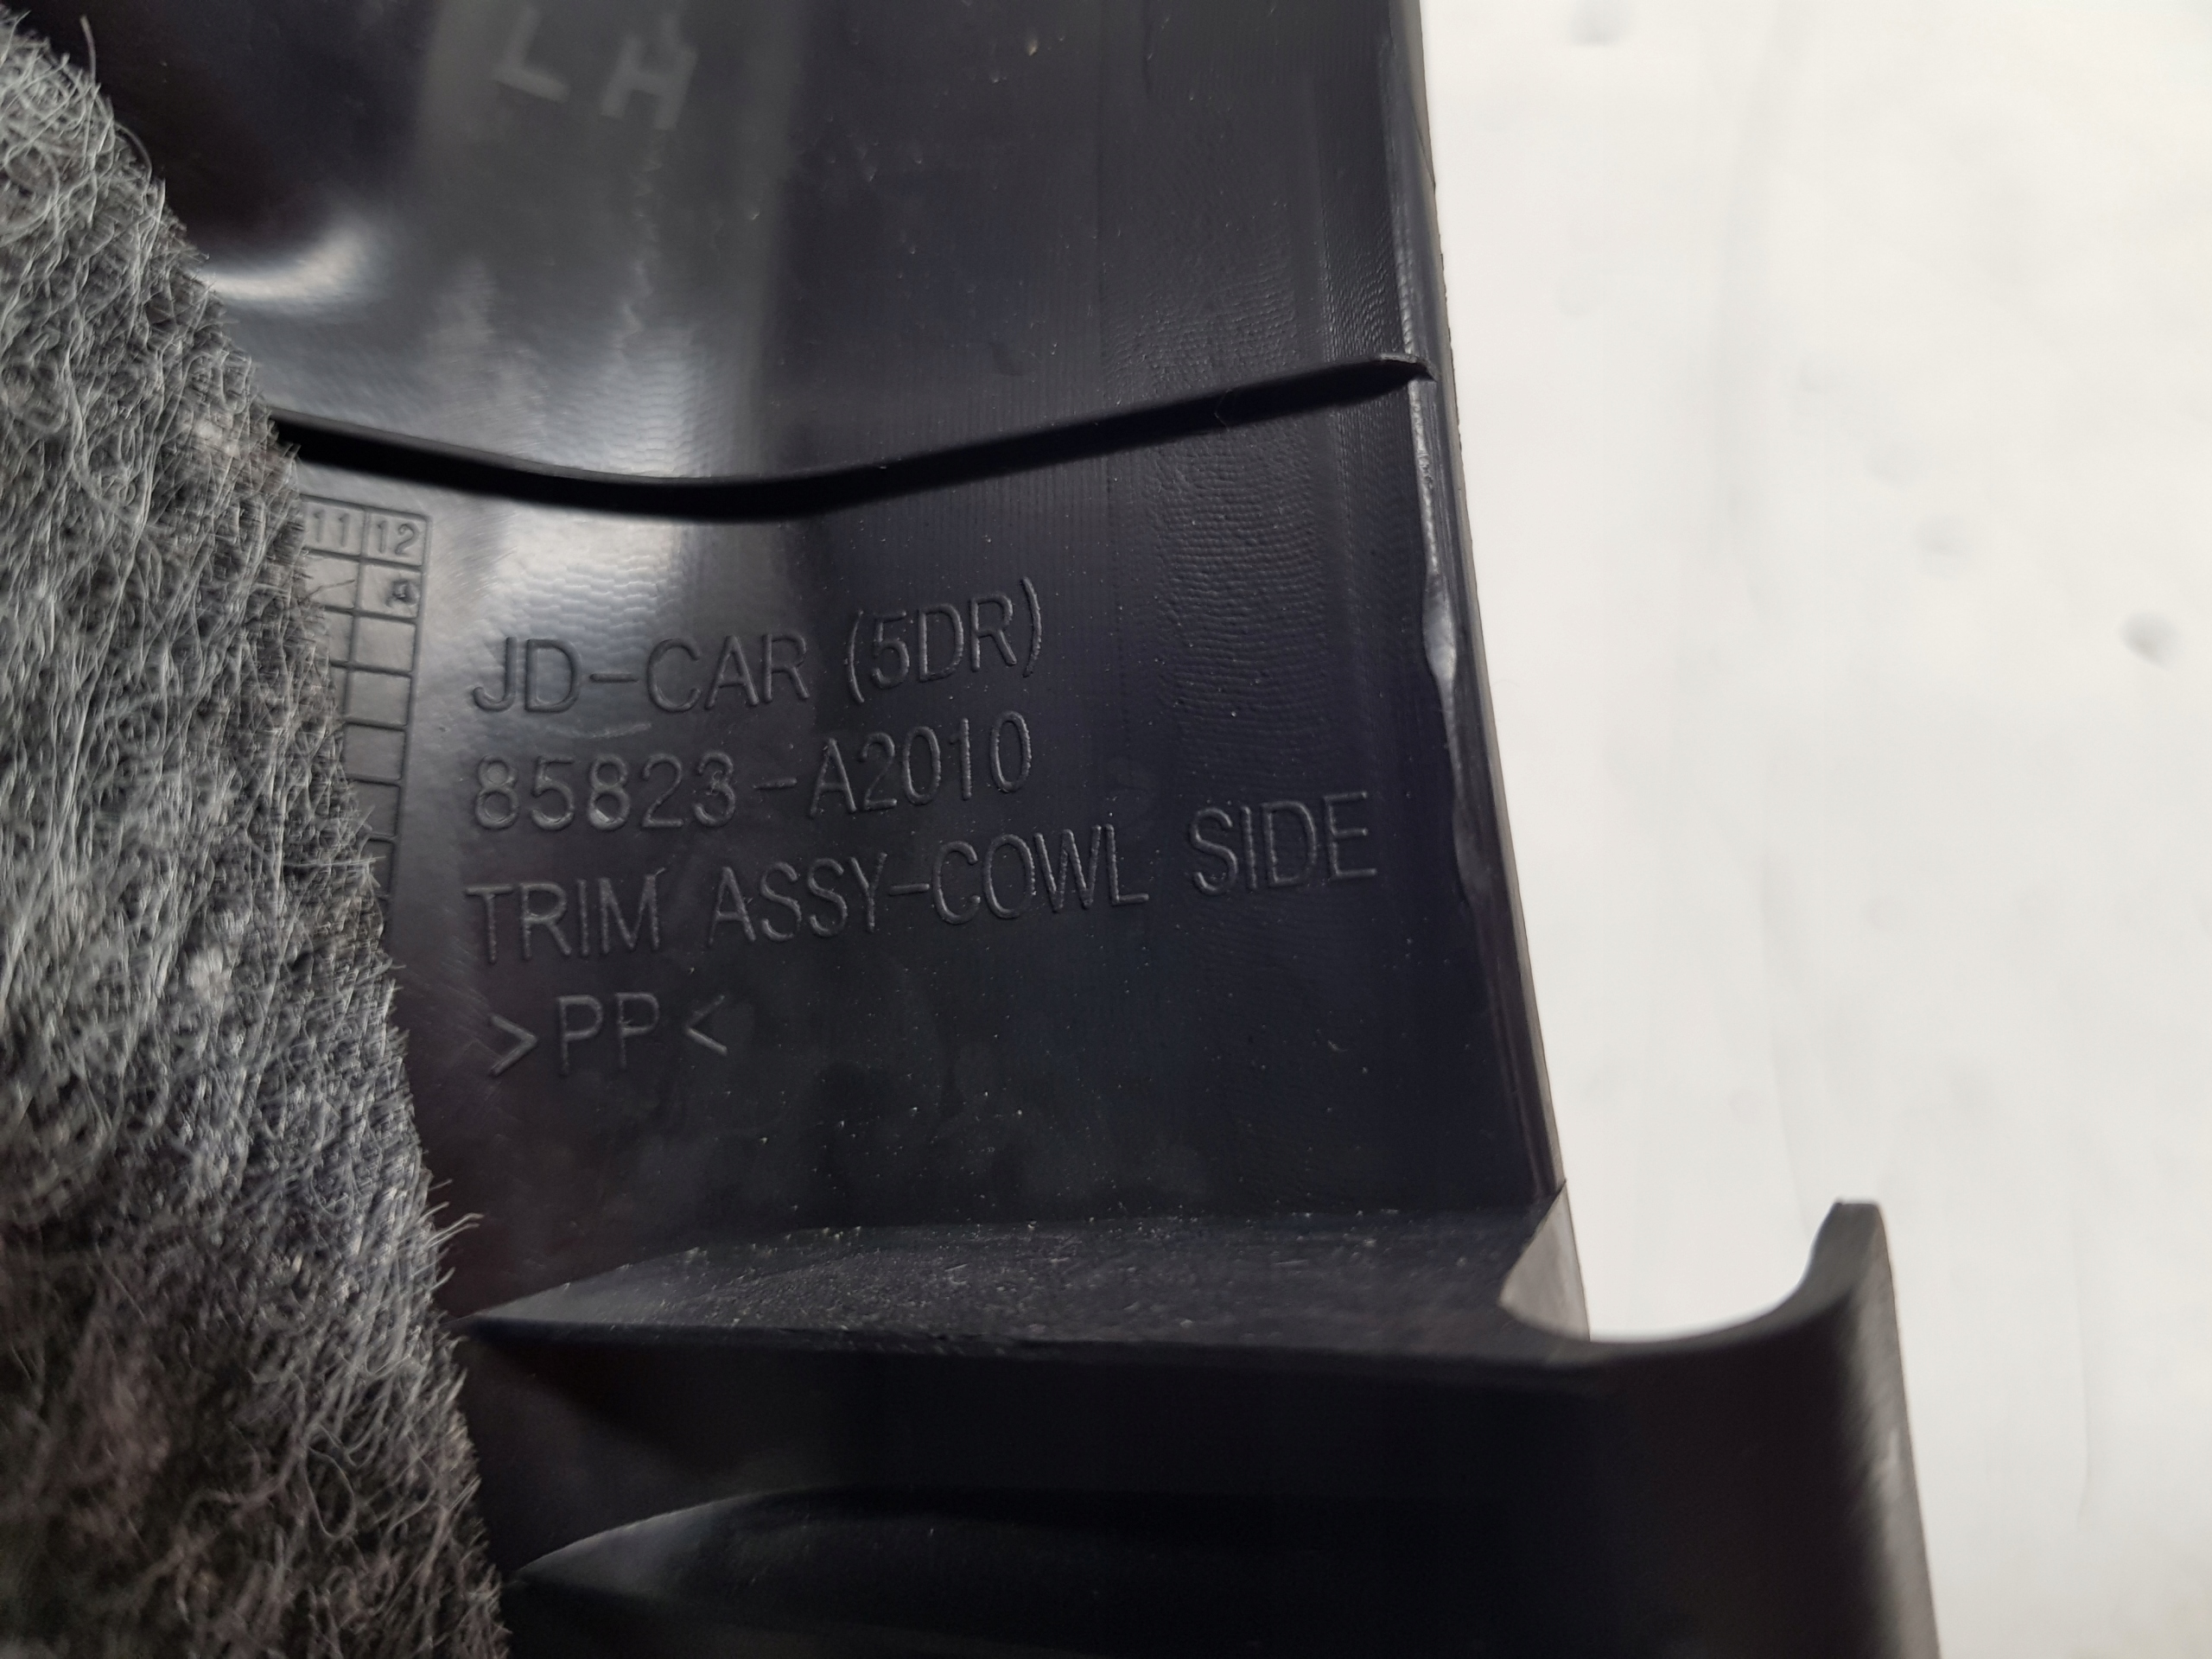 LH
11 12
A
JD-CAR (5DR)
85823-A2010
TRIM ASSY-COWL SIDE
>PP<